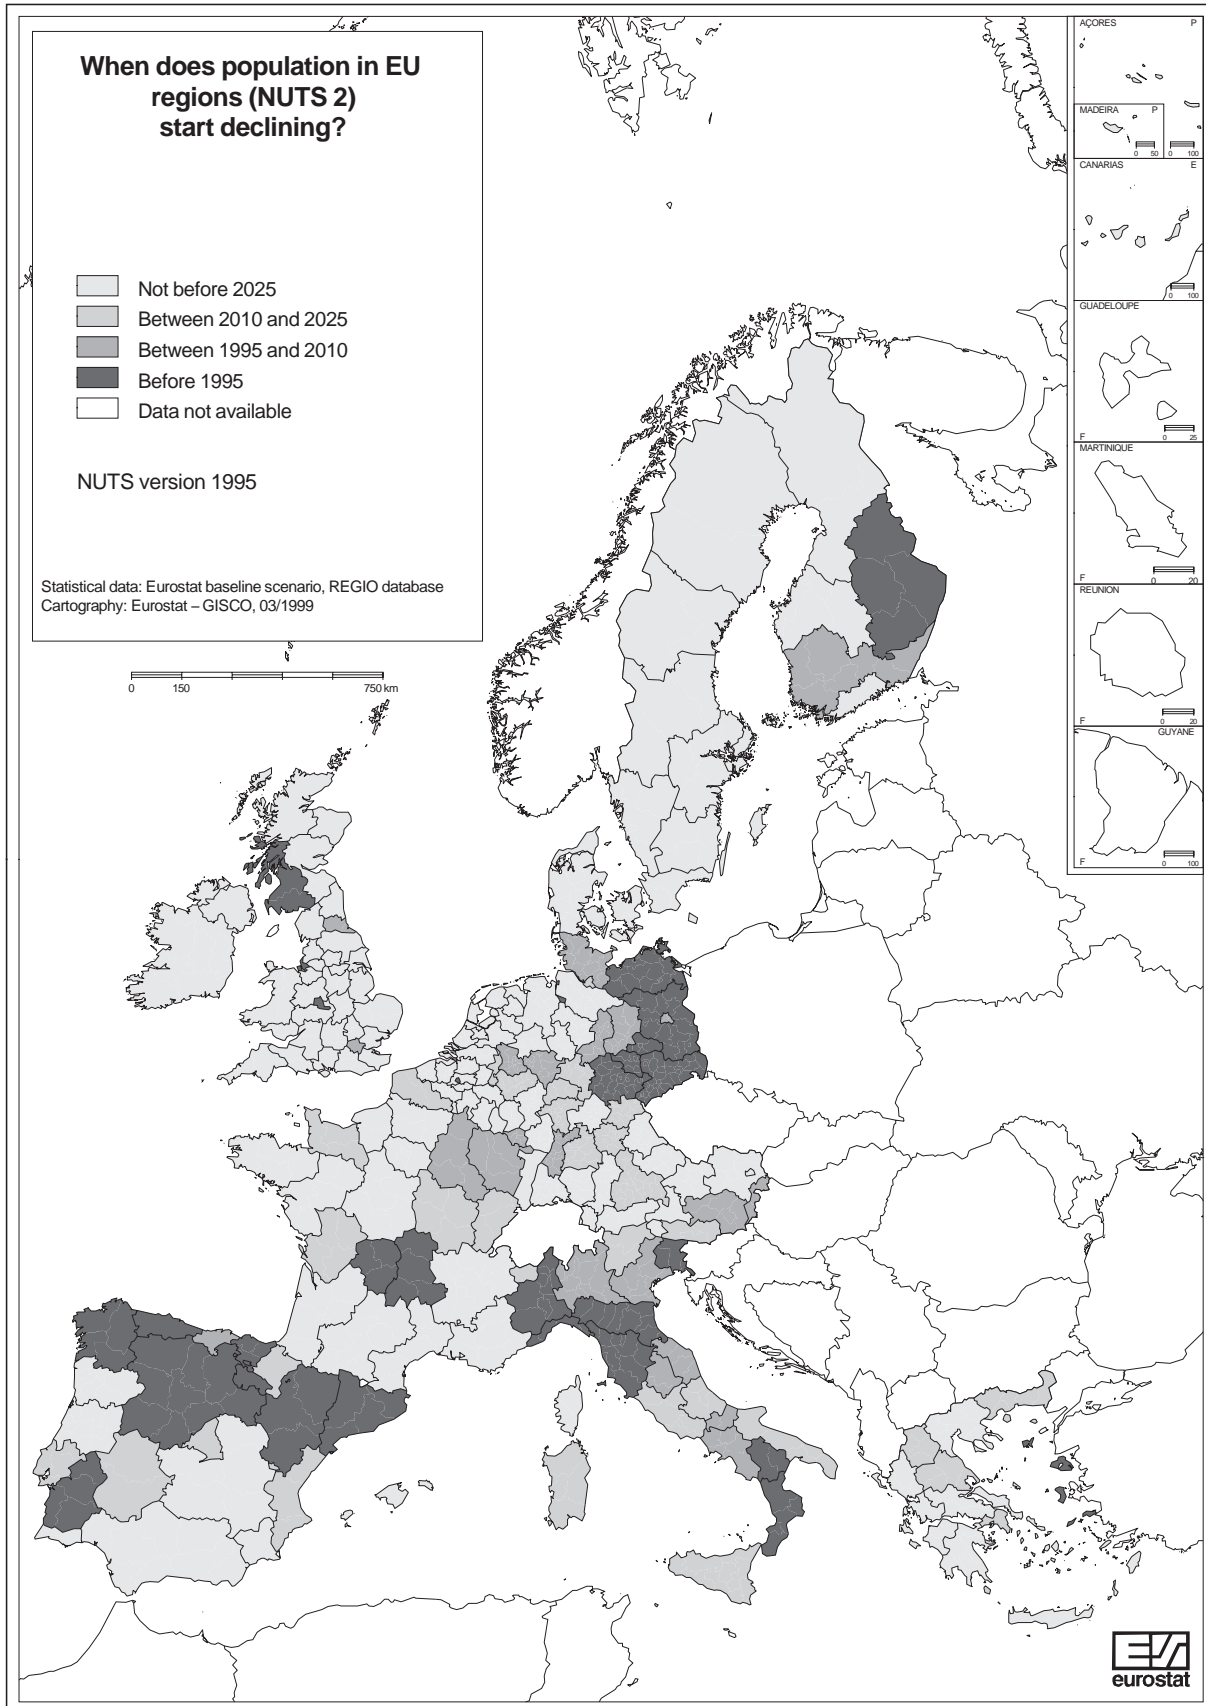 When does population in EU
regions (NUTS 2)
start declining?
Not before 2025
Between 2010 and 2025
Between 1995 and 2010
Before 1995
Data not available
NUTS version 1995
Statistical data: Eurostat baseline scenario, REGIO database
Cartography: Eurostat – GISCO, 03/1999
0 150 750 km
AÇORES P
MADEIRA P
0 50 0 100
CANARIAS E
0 100
GUADELOUPE
F 0 25
MARTINIQUE
F 0 20
REUNION
F 0 20
GUYANE
F 0 100
eurostat